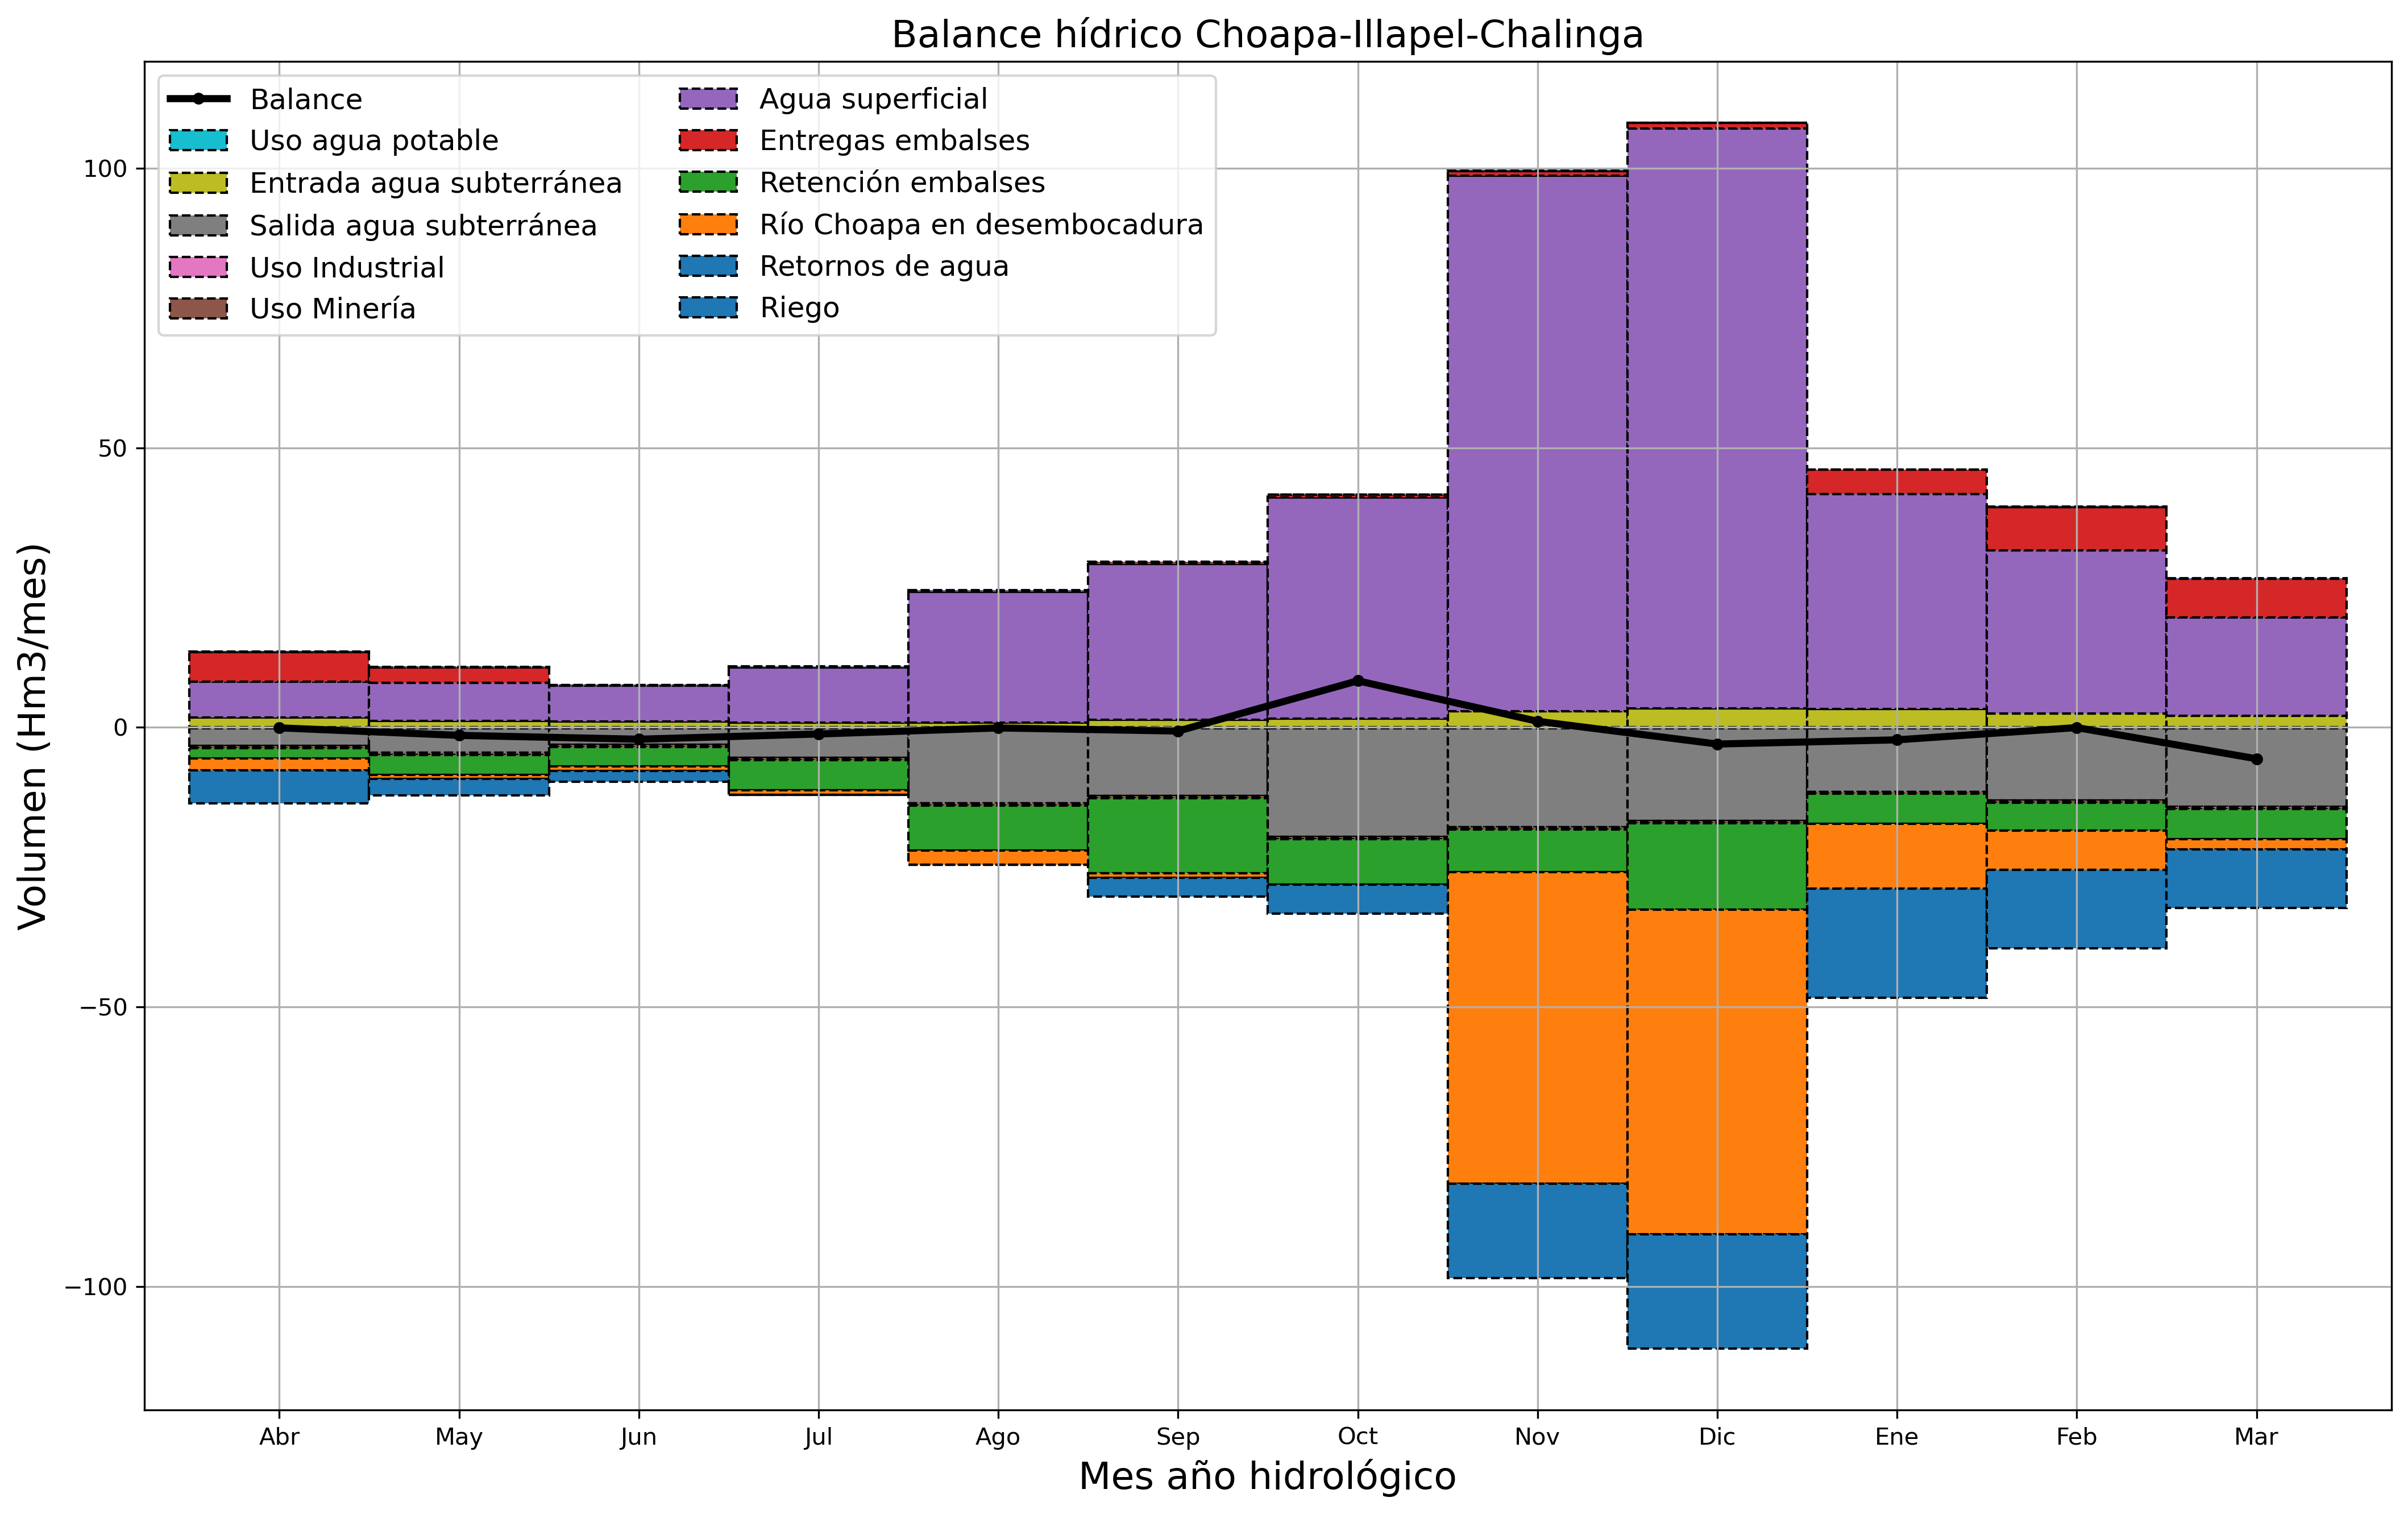 Balance hídrico Choapa-Illapel-Chalinga
Balance
Uso agua potable
Entrada agua subterránea
Salida agua subterránea
Uso Industrial
Uso Minería
Agua superficial
Entregas embalses
Retención embalses
Río Choapa en desembocadura
Retornos de agua
Riego
Volumen (Hm3/mes)
100
50
0
−50
−100
Abr May Jun Jul Ago Sep Oct Nov Dic Ene Feb Mar
Mes año hidrológico